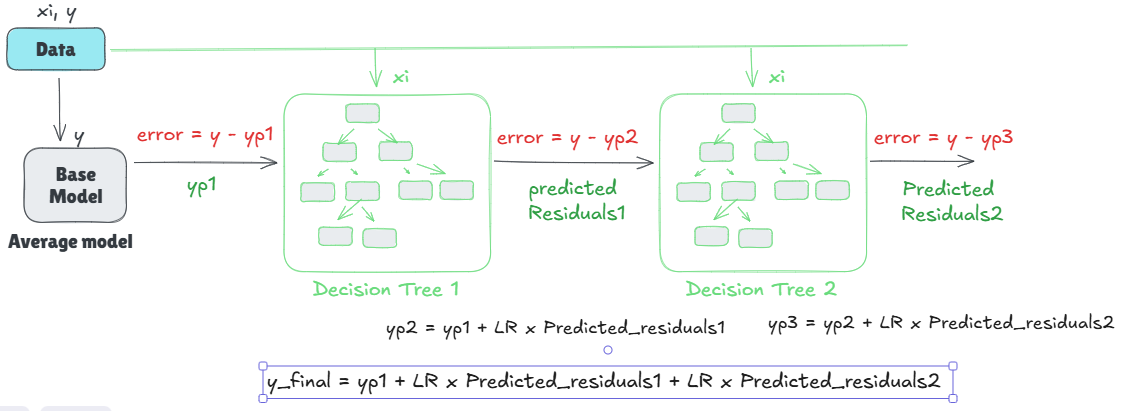 xi, y
Data
xi
xi
y
error = y - yp1
error = y - yp2
error = y - yp3
Base
Model
yp1
predicted
Residuals1
Predicted
Residuals2
Average model
Decision Tree 1
Decision Tree 2
yp2 = yp1 + LR x Predicted_residuals1
yp3 = yp2 + LR x Predicted_residuals2
y_final = yp1 + LR x Predicted_residuals1 + LR x Predicted_residuals2